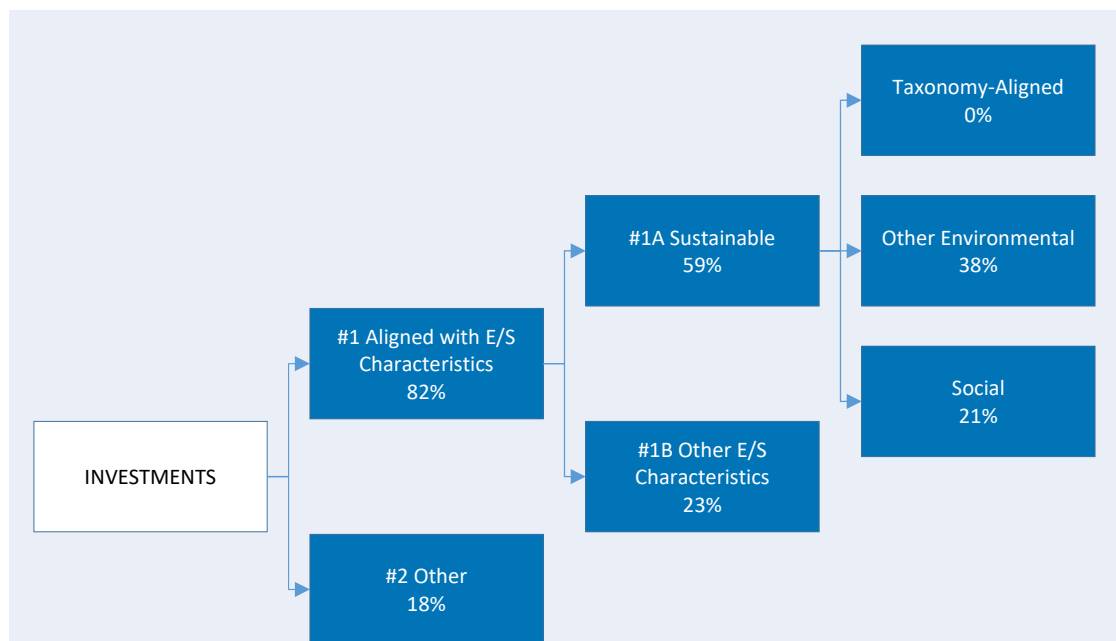 Taxonomy-Aligned
0%
#1A Sustainable
59%
Other Environmental
38%
#1 Aligned with E/S
Characteristics
82%
Social
21%
INVESTMENTS
#1B Other E/S
Characteristics
23%
#2 Other
18%